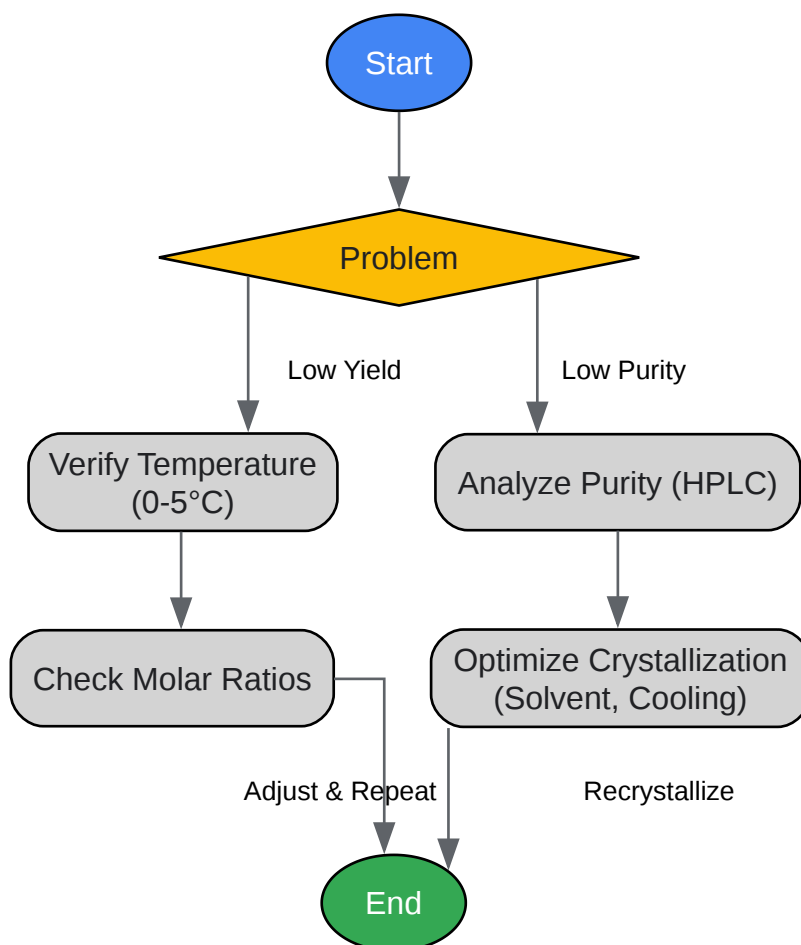 Start
Problem
Low Yield
Low Purity
Verify Temperature
(0-5°C)
Analyze Purity (HPLC)
Check Molar Ratios
Optimize Crystallization
(Solvent, Cooling)
Adjust & Repeat
Recrystallize
End